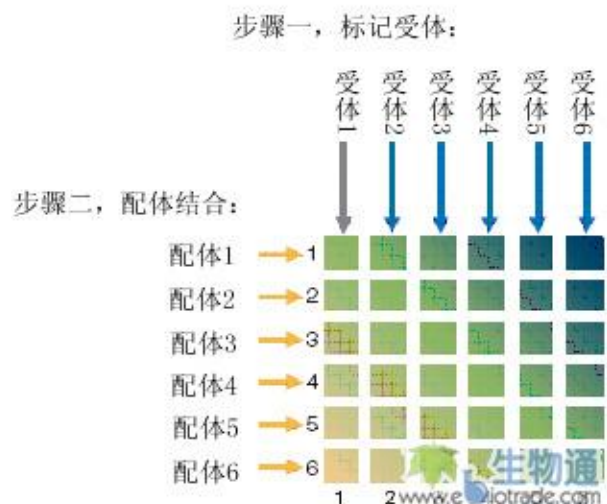 步骤一，标记受体：
受体1 受体2 受体3 受体4 受体5 受体6
步骤二，配体结合：
配体1 1
配体2 2
配体3 3
配体4 4
配体5 5
配体6 6
生物通
1 2 www.ebiotrade.com